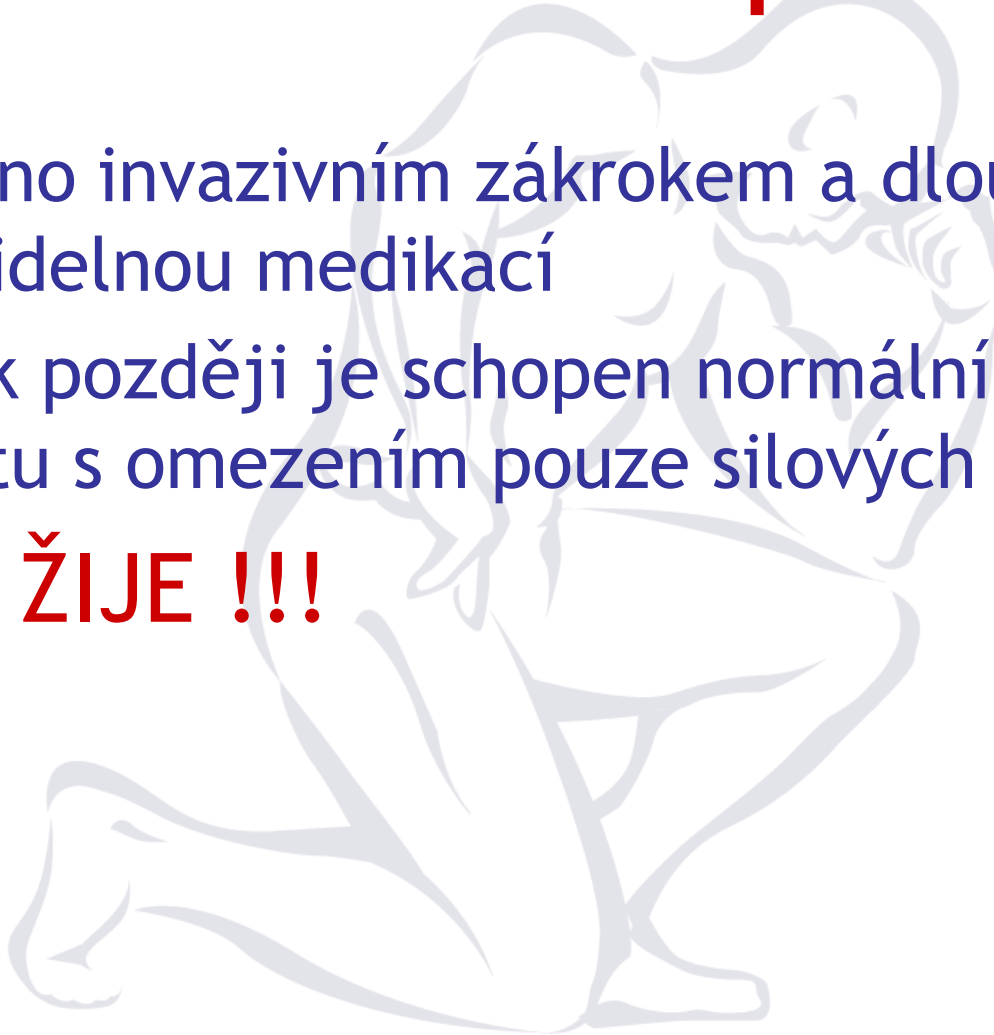 no invazivním zákrokem a dlou
idelnou medikací
k později je schopen normální
tu s omezením pouze silových
ŽIJE !!!